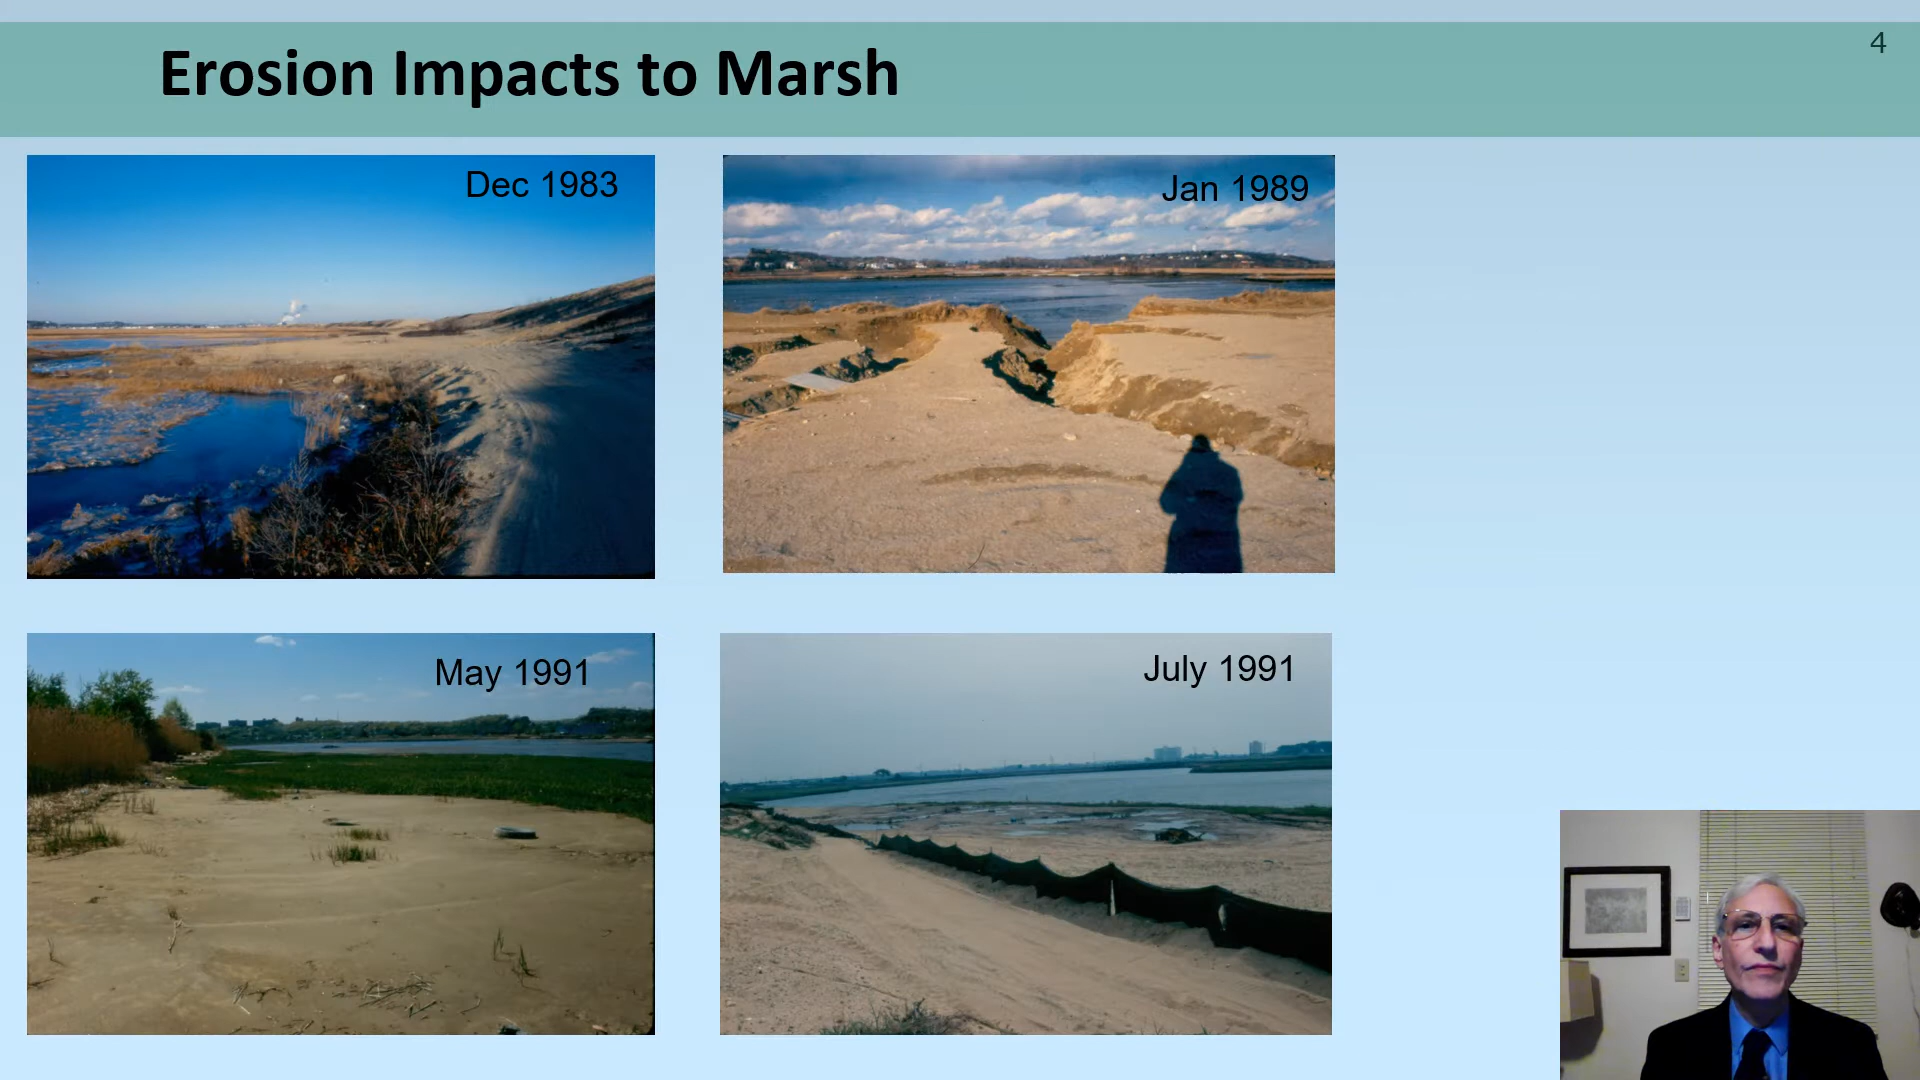 Erosion Impacts to Marsh
4
Dec 1983
Jan 1989
May 1991
July 1991